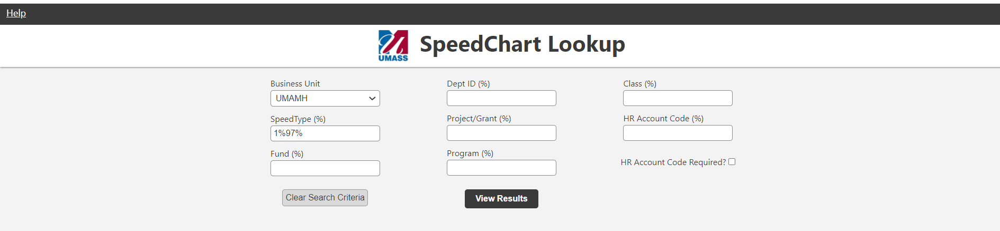 Help
UMASS
SpeedChart Lookup
Business Unit
UMAMH
Dept ID (%)
Class (%)
SpeedType (%)
1%97%
Project/Grant (%)
HR Account Code (%)
Fund (%)
Program (%)
HR Account Code Required?
Clear Search Criteria
View Results